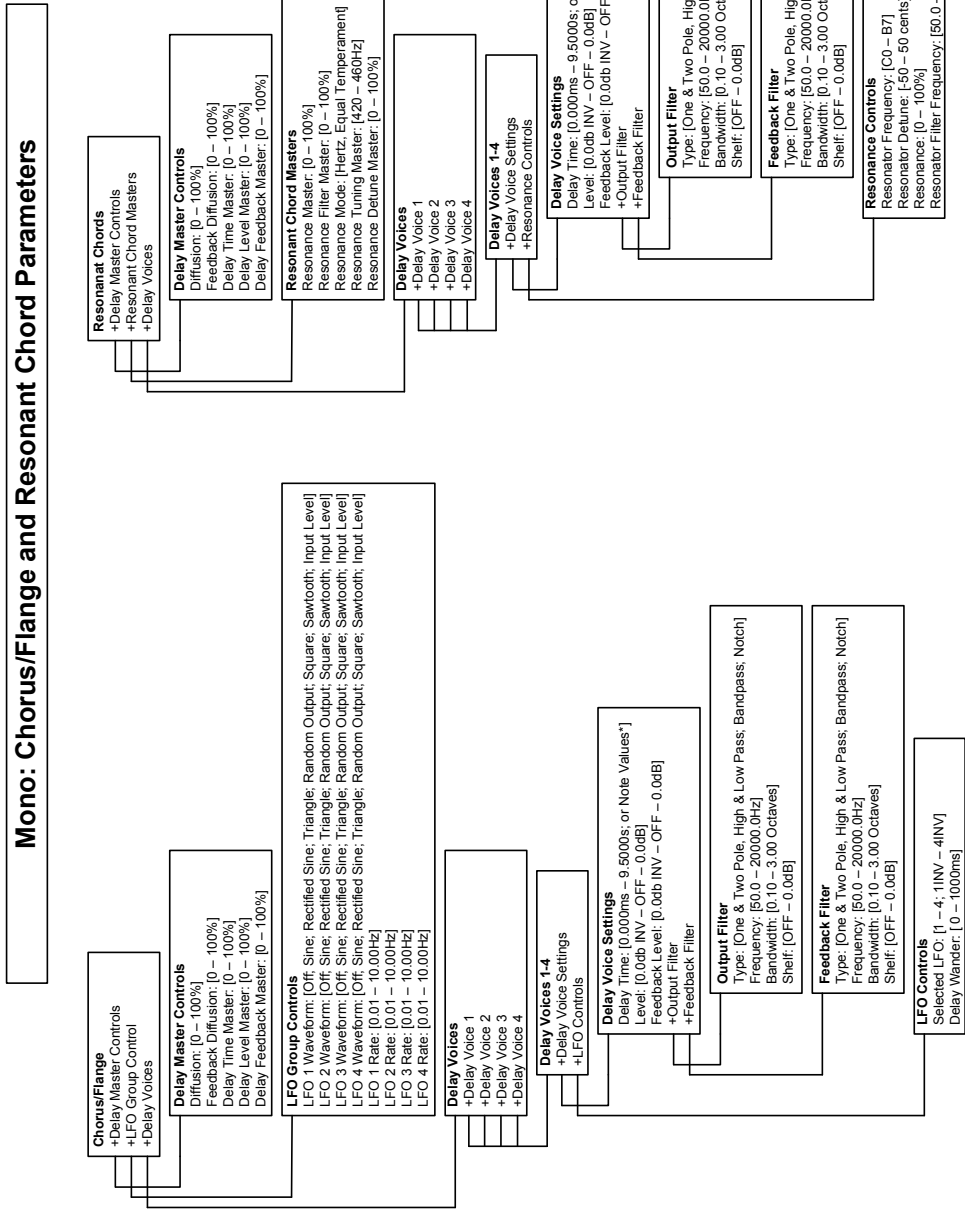 Mono: Chorus/Flange and Resonant Chord Parameters
Chorus/Flange
+Delay Master Controls
+LFO Group Control
+Delay Voices
Delay Master Controls
Diffusion: [0 – 100%]
Feedback Diffusion: [0 – 100%]
Delay Time Master: [0 – 100%]
Delay Level Master: [0 – 100%]
Delay Feedback Master: [0 – 100%]
LFO Group Controls
LFO 1 Waveform: [Off; Sine; Rectified Sine; Triangle; Random Output; Square; Sawtooth; Input Level]
LFO 2 Waveform: [Off; Sine; Rectified Sine; Triangle; Random Output; Square; Sawtooth; Input Level]
LFO 3 Waveform: [Off; Sine; Rectified Sine; Triangle; Random Output; Square; Sawtooth; Input Level]
LFO 4 Waveform: [Off; Sine; Rectified Sine; Triangle; Random Output; Square; Sawtooth; Input Level]
LFO 1 Rate: [0.01 – 10.00Hz]
LFO 2 Rate: [0.01 – 10.00Hz]
LFO 3 Rate: [0.01 – 10.00Hz]
LFO 4 Rate: [0.01 – 10.00Hz]
Delay Voices
+Delay Voice 1
+Delay Voice 2
+Delay Voice 3
+Delay Voice 4
Delay Voices 1-4
+Delay Voice Settings
+LFO Controls
Delay Voice Settings
Delay Time: [0.000ms – 9.5000s; or Note Values*]
Level: [0.0db INV – OFF – 0.0dB]
Feedback Level: [0.0db INV – OFF – 0.0dB]
+Output Filter
+Feedback Filter
Output Filter
Type: [One & Two Pole, High & Low Pass; Bandpass; Notch]
Frequency: [50.0 – 20000.0Hz]
Bandwidth: [0.10 – 3.00 Octaves]
Shelf: [OFF – 0.0dB]
Feedback Filter
Type: [One & Two Pole, High & Low Pass; Bandpass; Notch]
Frequency: [50.0 – 20000.0Hz]
Bandwidth: [0.10 – 3.00 Octaves]
Shelf: [OFF – 0.0dB]
LFO Controls
Selected LFO: [1 – 4; 1INV – 4INV]
Delay Wander: [ 0 – 1000ms]
Resonanat Chords
+Delay Master Controls
+Resonant Chord Masters
+Delay Voices
Delay Master Controls
Diffusion: [0 – 100%]
Feedback Diffusion: [0 – 100%]
Delay Time Master: [0 – 100%]
Delay Level Master: [0 – 100%]
Delay Feedback Master: [0 – 100%]
Resonant Chord Masters
Resonance Master: [0 – 100%]
Resonance Filter Master: [0 – 100%]
Resonance Mode: [Hertz, Equal Temperament]
Resonance Tuning Master: [420 – 460Hz]
Resonance Detune Master: [0 – 100%]
Delay Voices
+Delay Voice 1
+Delay Voice 2
+Delay Voice 3
+Delay Voice 4
Delay Voices 1-4
+Delay Voice Settings
+Resonance Controls
Delay Voice Settings
Delay Time: [0.000ms – 9.5000s; o
Level: [0.0db INV – OFF – 0.0dB]
Feedback Level: [0.0db INV – OFF
+Output Filter
+Feedback Filter
Output Filter
Type: [One & Two Pole, Hig
Frequency: [50.0 – 20000.0
Bandwidth: [0.10 – 3.00 Oct
Shelf: [OFF – 0.0dB]
Feedback Filter
Type: [One & Two Pole, Hig
Frequency: [50.0 – 20000.0
Bandwidth: [0.10 – 3.00 Oct
Shelf: [OFF – 0.0dB]
Resonance Controls
Resonator Frequency: [C0 – B7]
Resonator Detune: [-50 – 50 cents]
Resonance: [0 – 100%]
Resonator Filter Frequency: [50.0 -